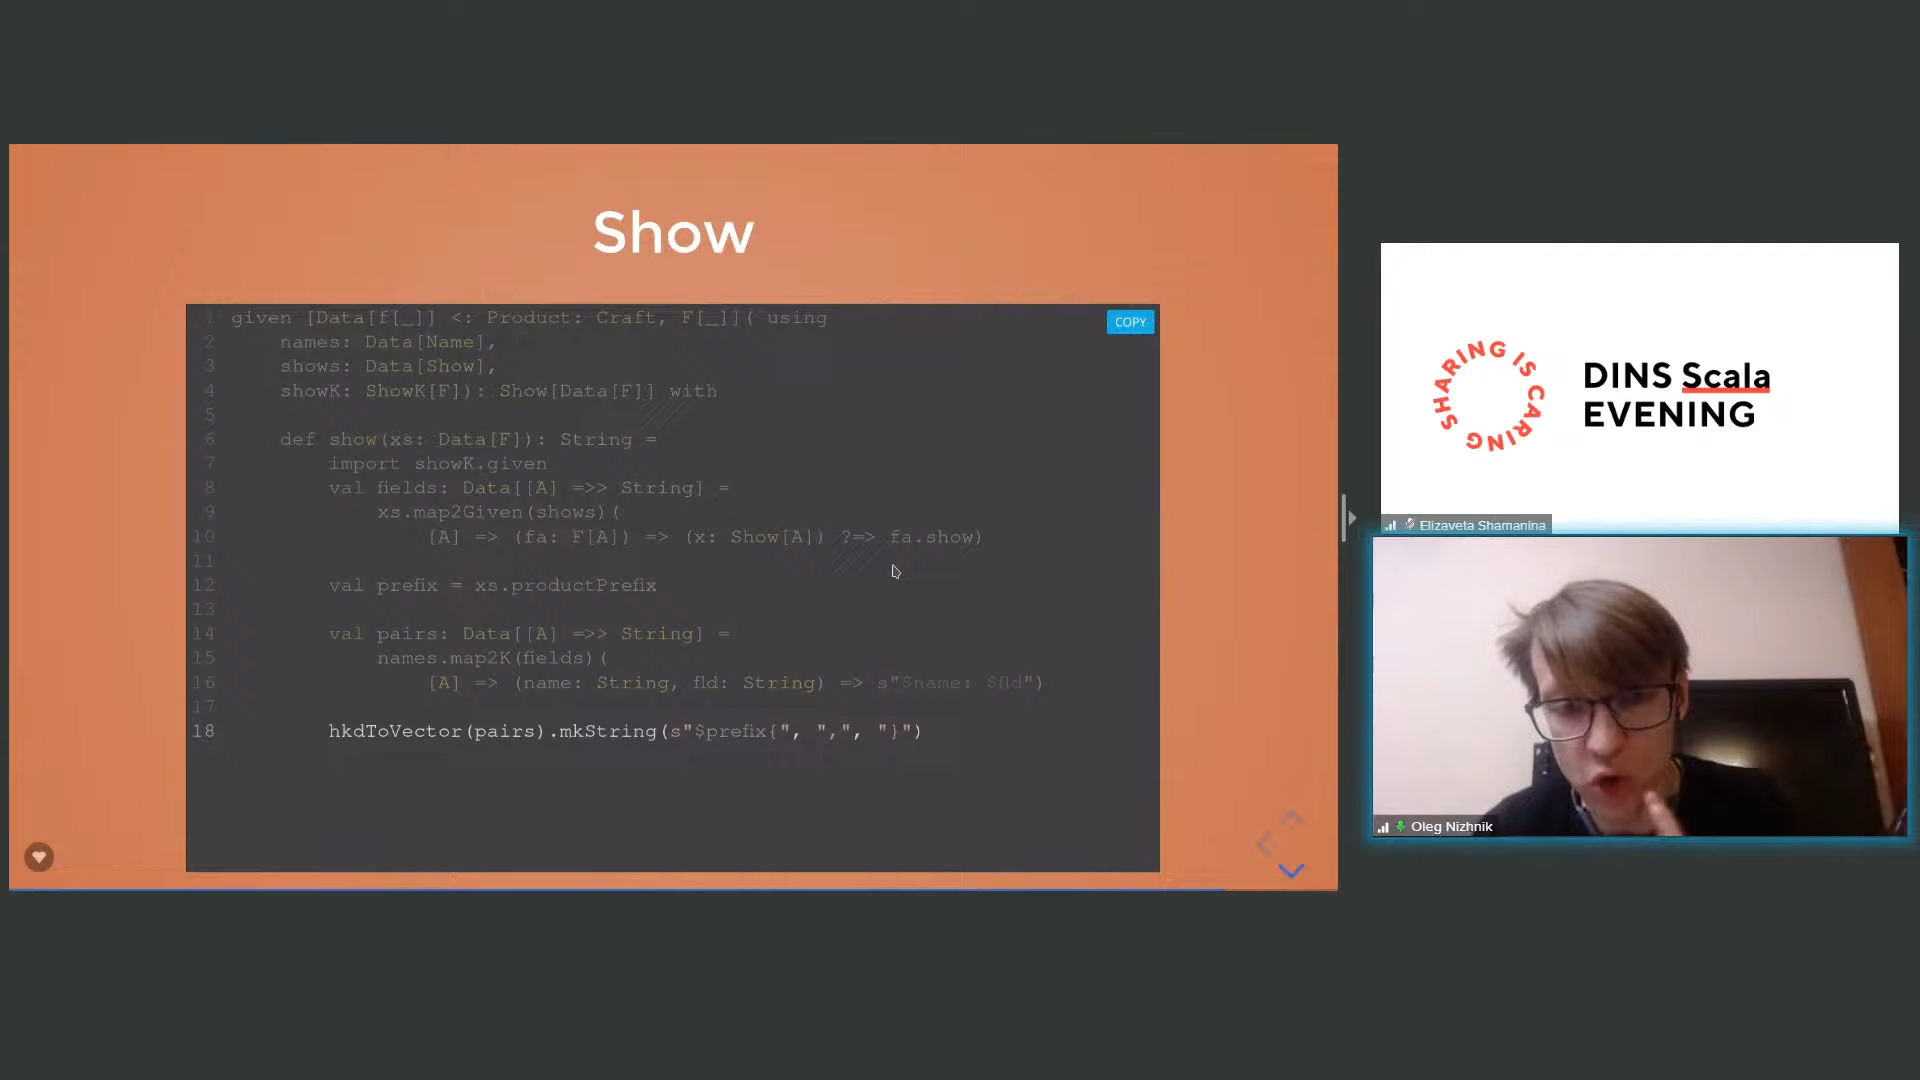 Show
COPY
1 given [Data[f[_]] <: Product: Craft, F[_]]( using
2 names: Data[Name],
3 shows: Data[Show],
4 showK: ShowK[F]): Show[Data[F]] with
5
6 def show(xs: Data[F]): String =
7 import showK.given
8 val fields: Data[[A] =>> String] =
9 xs.map2Given(shows)(
10 [A] => (fa: F[A]) => (x: Show[A]) ?=> fa.show)
11
12 val prefix = xs.productPrefix
13
14 val pairs: Data[[A] =>> String] =
15 names.map2K(fields)(
16 [A] => (name: String, fld: String) => s"$name: $fld")
17
18 hkdToVector(pairs).mkString(s"$prefix{", ",", "}")
SHARING IS CARING
DINS Scala
EVENING
Elizaveta Shamanina
Oleg Nizhnik